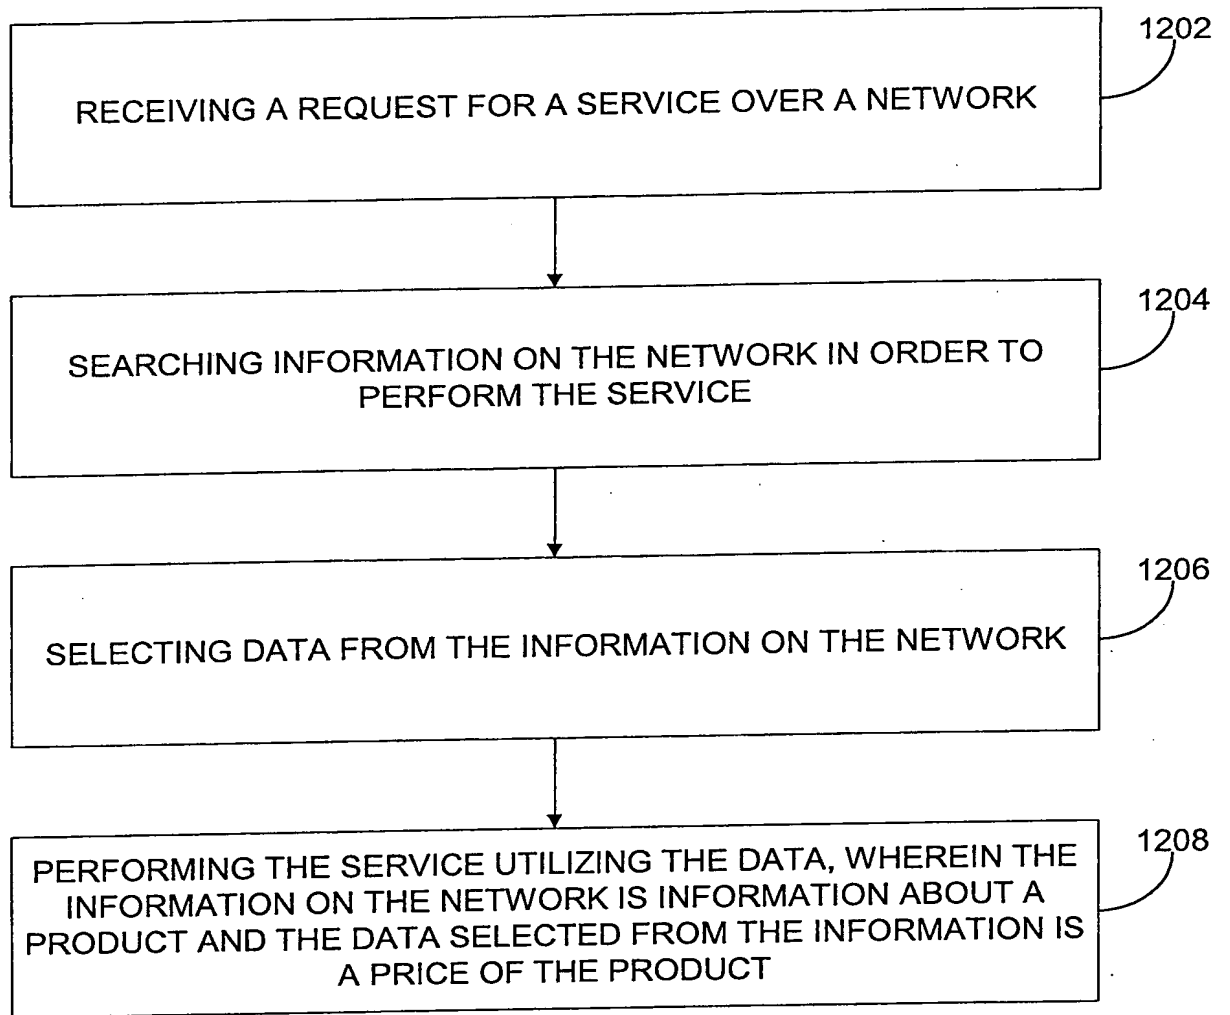 1202
RECEIVING A REQUEST FOR A SERVICE OVER A NETWORK
1204
SEARCHING INFORMATION ON THE NETWORK IN ORDER TO
PERFORM THE SERVICE
1206
SELECTING DATA FROM THE INFORMATION ON THE NETWORK
1208
PERFORMING THE SERVICE UTILIZING THE DATA, WHEREIN THE
INFORMATION ON THE NETWORK IS INFORMATION ABOUT A
PRODUCT AND THE DATA SELECTED FROM THE INFORMATION IS
A PRICE OF THE PRODUCT